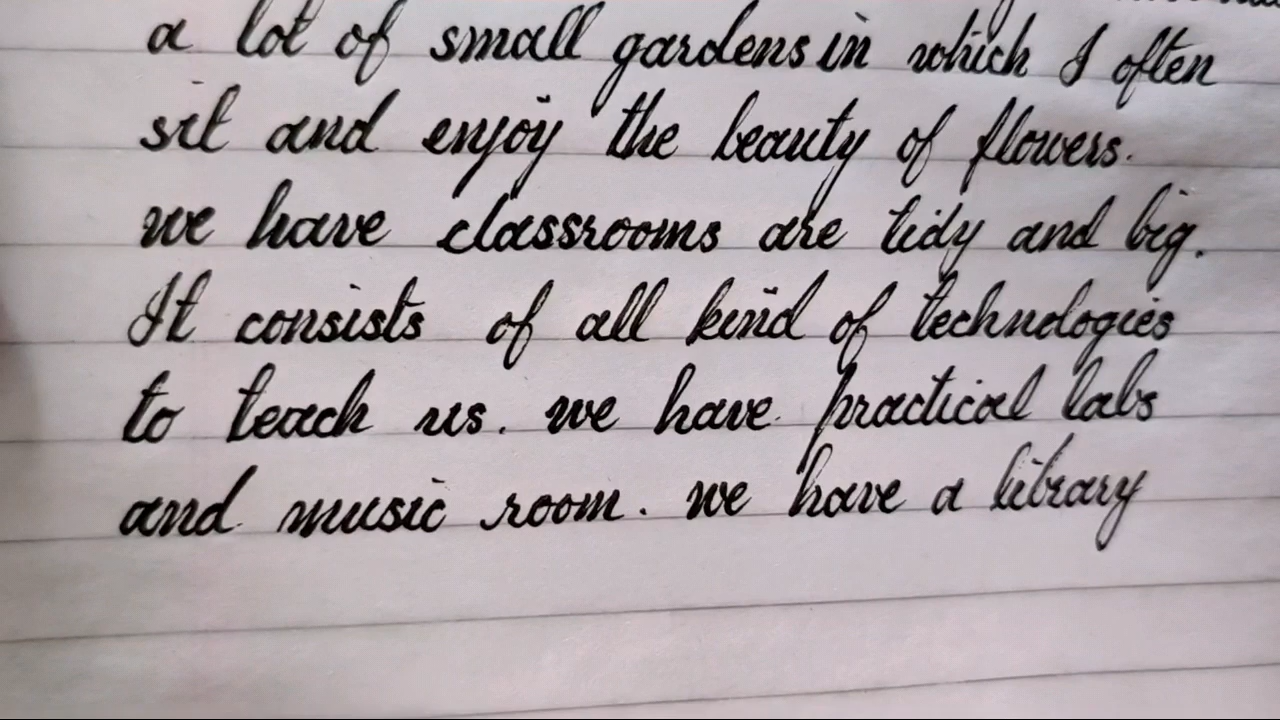 a lot of small gardens in which I often
sit and enjoy the beauty of flowers.
we have classrooms are tidy and big.
It consists of all kind of technologies
to teach us. we have practical labs
and music room. we have a library